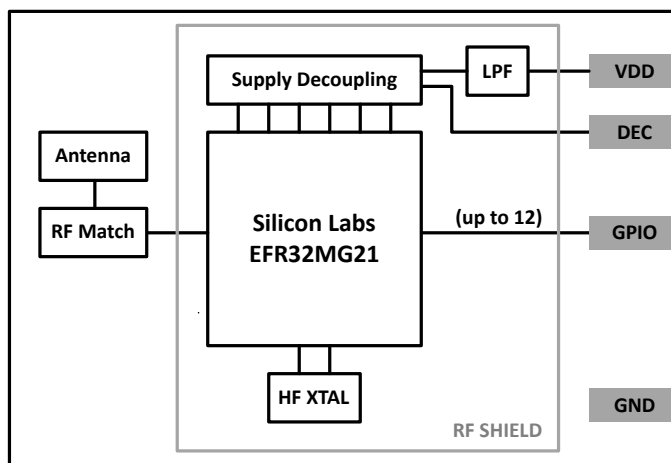 LPF
VDD
Supply Decoupling
DEC
Antenna
RF Match
Silicon Labs
EFR32MG21
(up to 12)
GPIO
HF XTAL
GND
RF SHIELD